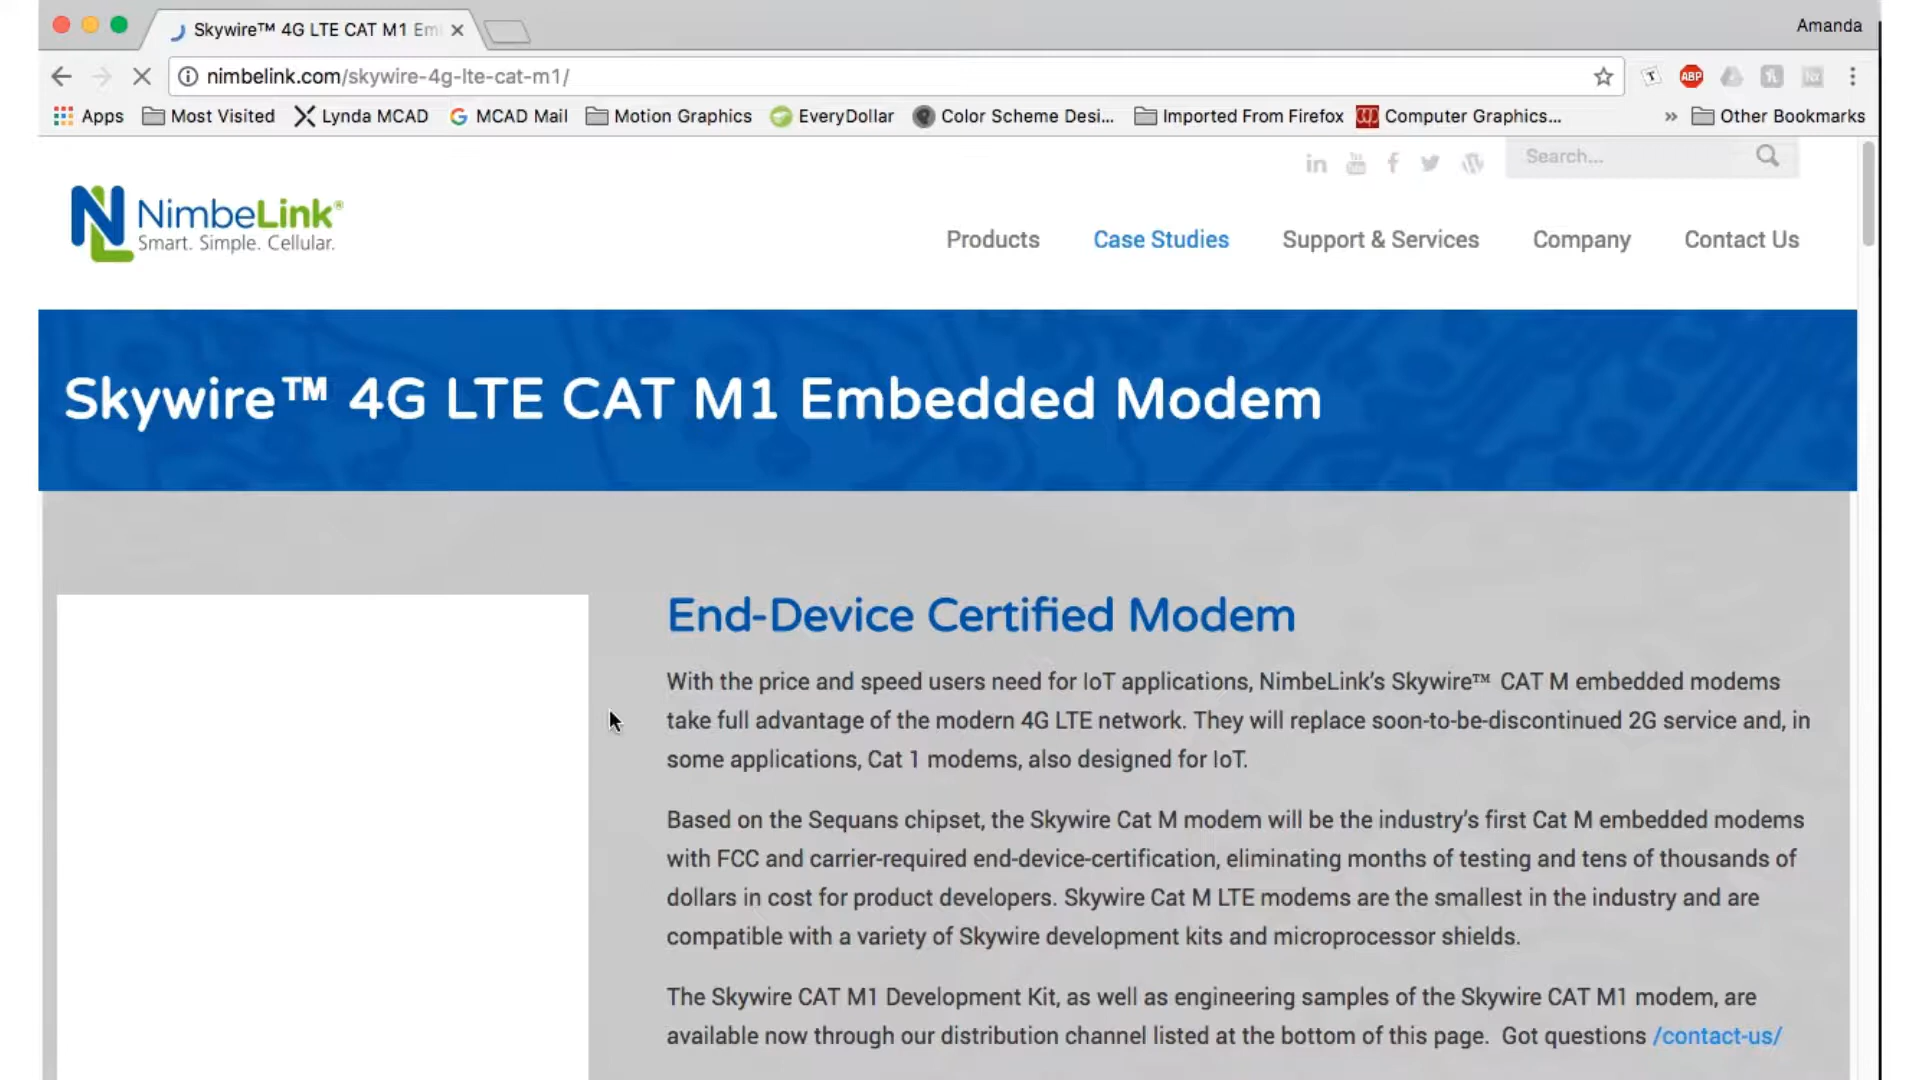 Skywire™ 4G LTE CAT M1 Em
Amanda
nimbelink.com/skywire-4g-lte-cat-m1/
ABP
Apps Most Visited Lynda MCAD MCAD Mail Motion Graphics EveryDollar Color Scheme Desi... Imported From Firefox Computer Graphics... » Other Bookmarks
Search...
NimbeLink®
Smart. Simple. Cellular.
Products Case Studies Support & Services Company Contact Us
Skywire™ 4G LTE CAT M1 Embedded Modem
End-Device Certified Modem
With the price and speed users need for IoT applications, NimbeLink’s Skywire™ CAT M embedded modems
take full advantage of the modern 4G LTE network. They will replace soon-to-be-discontinued 2G service and, in
some applications, Cat 1 modems, also designed for IoT.
Based on the Sequans chipset, the Skywire Cat M modem will be the industry’s first Cat M embedded modems
with FCC and carrier-required end-device-certification, eliminating months of testing and tens of thousands of
dollars in cost for product developers. Skywire Cat M LTE modems are the smallest in the industry and are
compatible with a variety of Skywire development kits and microprocessor shields.
The Skywire CAT M1 Development Kit, as well as engineering samples of the Skywire CAT M1 modem, are
available now through our distribution channel listed at the bottom of this page. Got questions /contact-us/